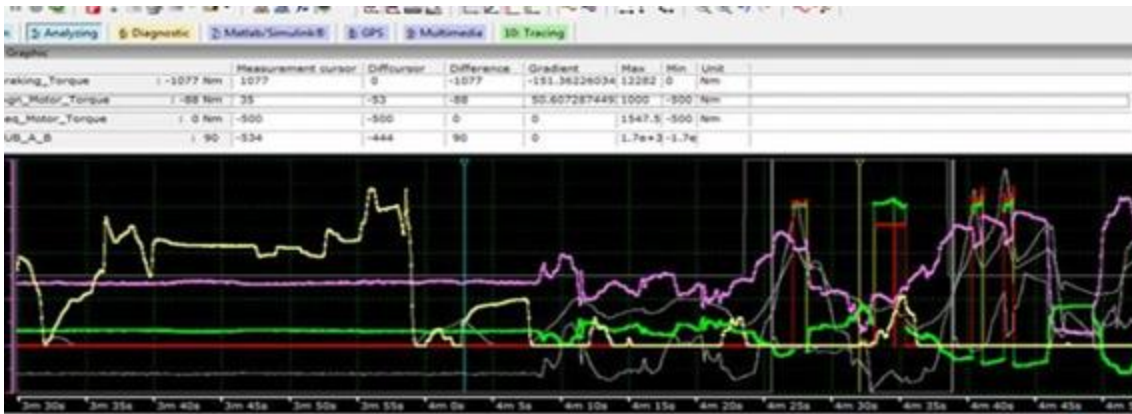 5: Analyzing 6: Diagnostic 7: Matlab/Simulink® 8: GPS 9: Multimedia 10: Tracing
Graphic
Measurement cursor Diffcursor Difference Gradient Max Min Unit
raking_Torque : -1077 Nm 1077 0 -1077 -151.36226034 12282 0 Nm
ign_Motor_Torque : -88 Nm 35 -53 -88 50.607287449 1000 -500 Nm
eq_Motor_Torque : 0 Nm -500 -500 0 0 1547.5 -500 Nm
UB_A_B : 90 -534 -444 90 0 1.7e+3 -1.7e
3m 30s 3m 35s 3m 40s 3m 45s 3m 50s 3m 55s 4m 0s 4m 5s 4m 10s 4m 15s 4m 20s 4m 25s 4m 30s 4m 35s 4m 40s 4m 45s